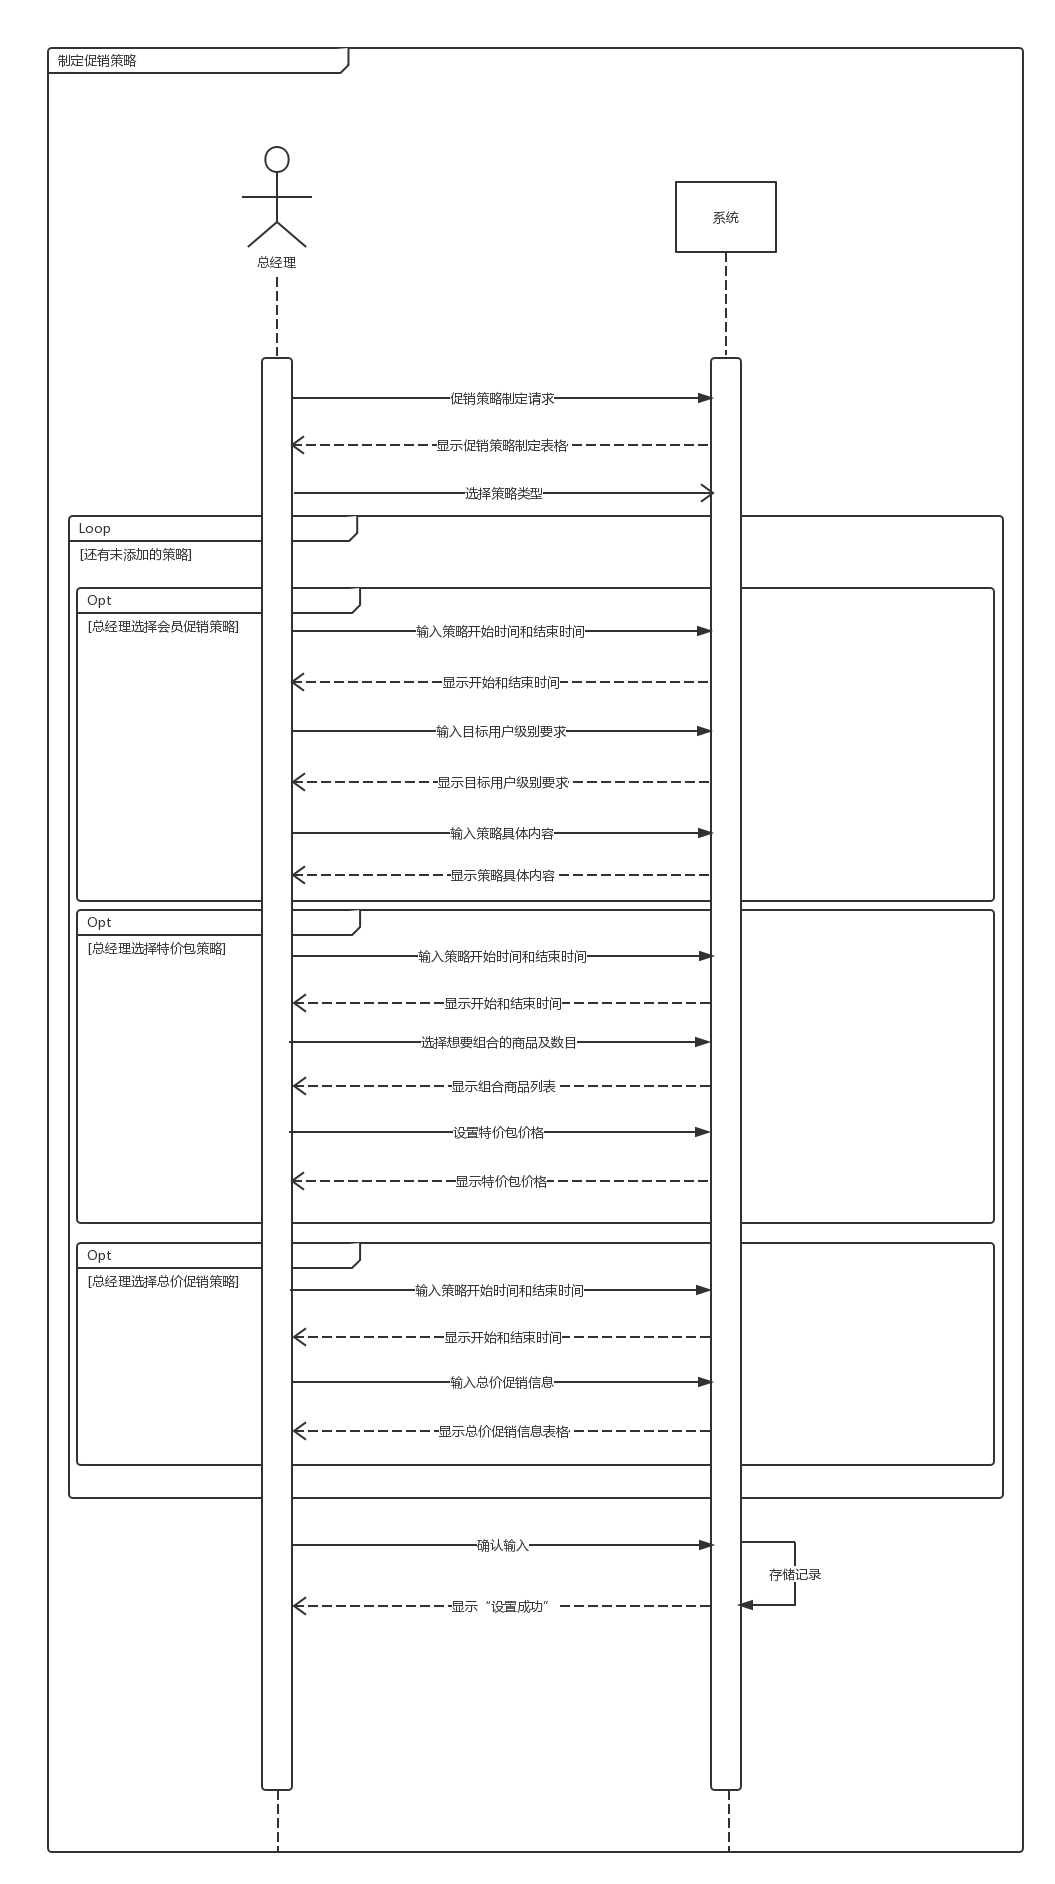 制定促销策略
总经理
系统
促销策略制定请求
显示促销策略制定表格
选择策略类型
Loop
[还有未添加的策略]
Opt
[总经理选择会员促销策略]
输入策略开始时间和结束时间
显示开始和结束时间
输入目标用户级别要求
显示目标用户级别要求
输入策略具体内容
显示策略具体内容
Opt
[总经理选择特价包策略]
输入策略开始时间和结束时间
显示开始和结束时间
选择想要组合的商品及数目
显示组合商品列表
设置特价包价格
显示特价包价格
Opt
[总经理选择总价促销策略]
输入策略开始时间和结束时间
显示开始和结束时间
输入总价促销信息
显示总价促销信息表格
确认输入
存储记录
显示“设置成功”